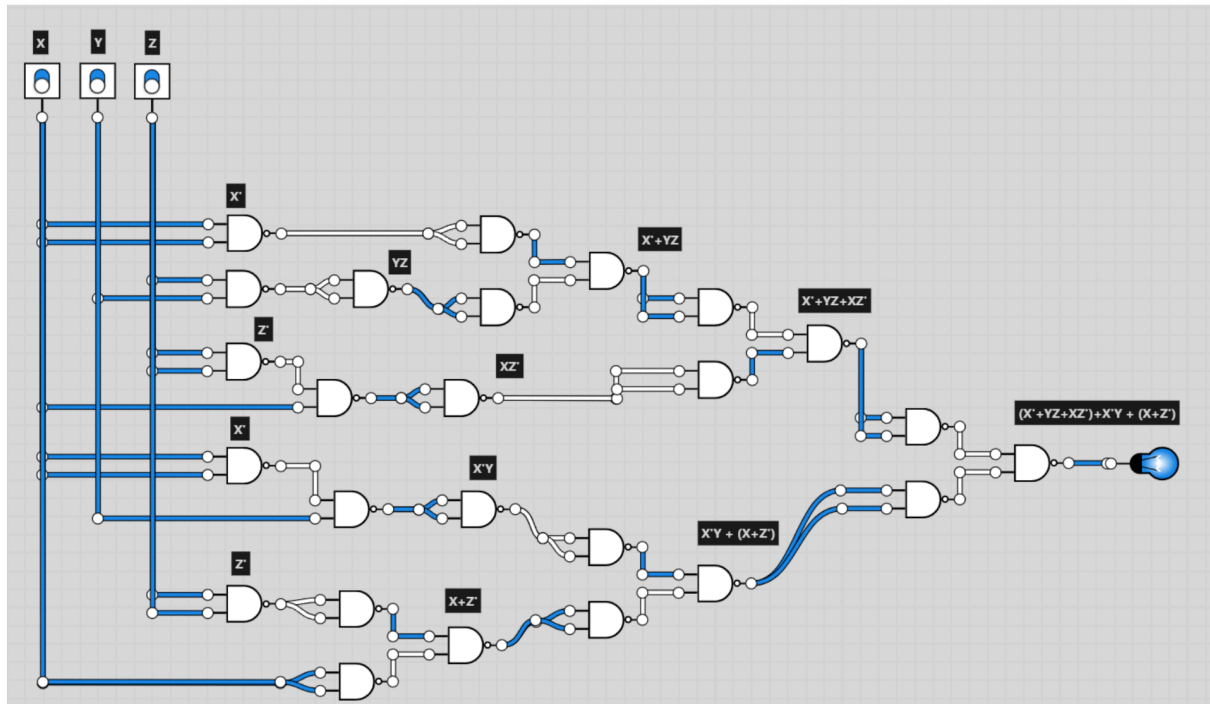 X
Y
Z
X'
X'+YZ
YZ
X'+YZ+XZ'
Z'
XZ'
(X'+YZ+XZ')+X'Y + (X+Z')
X'
X'Y
X'Y + (X+Z')
Z'
X+Z'